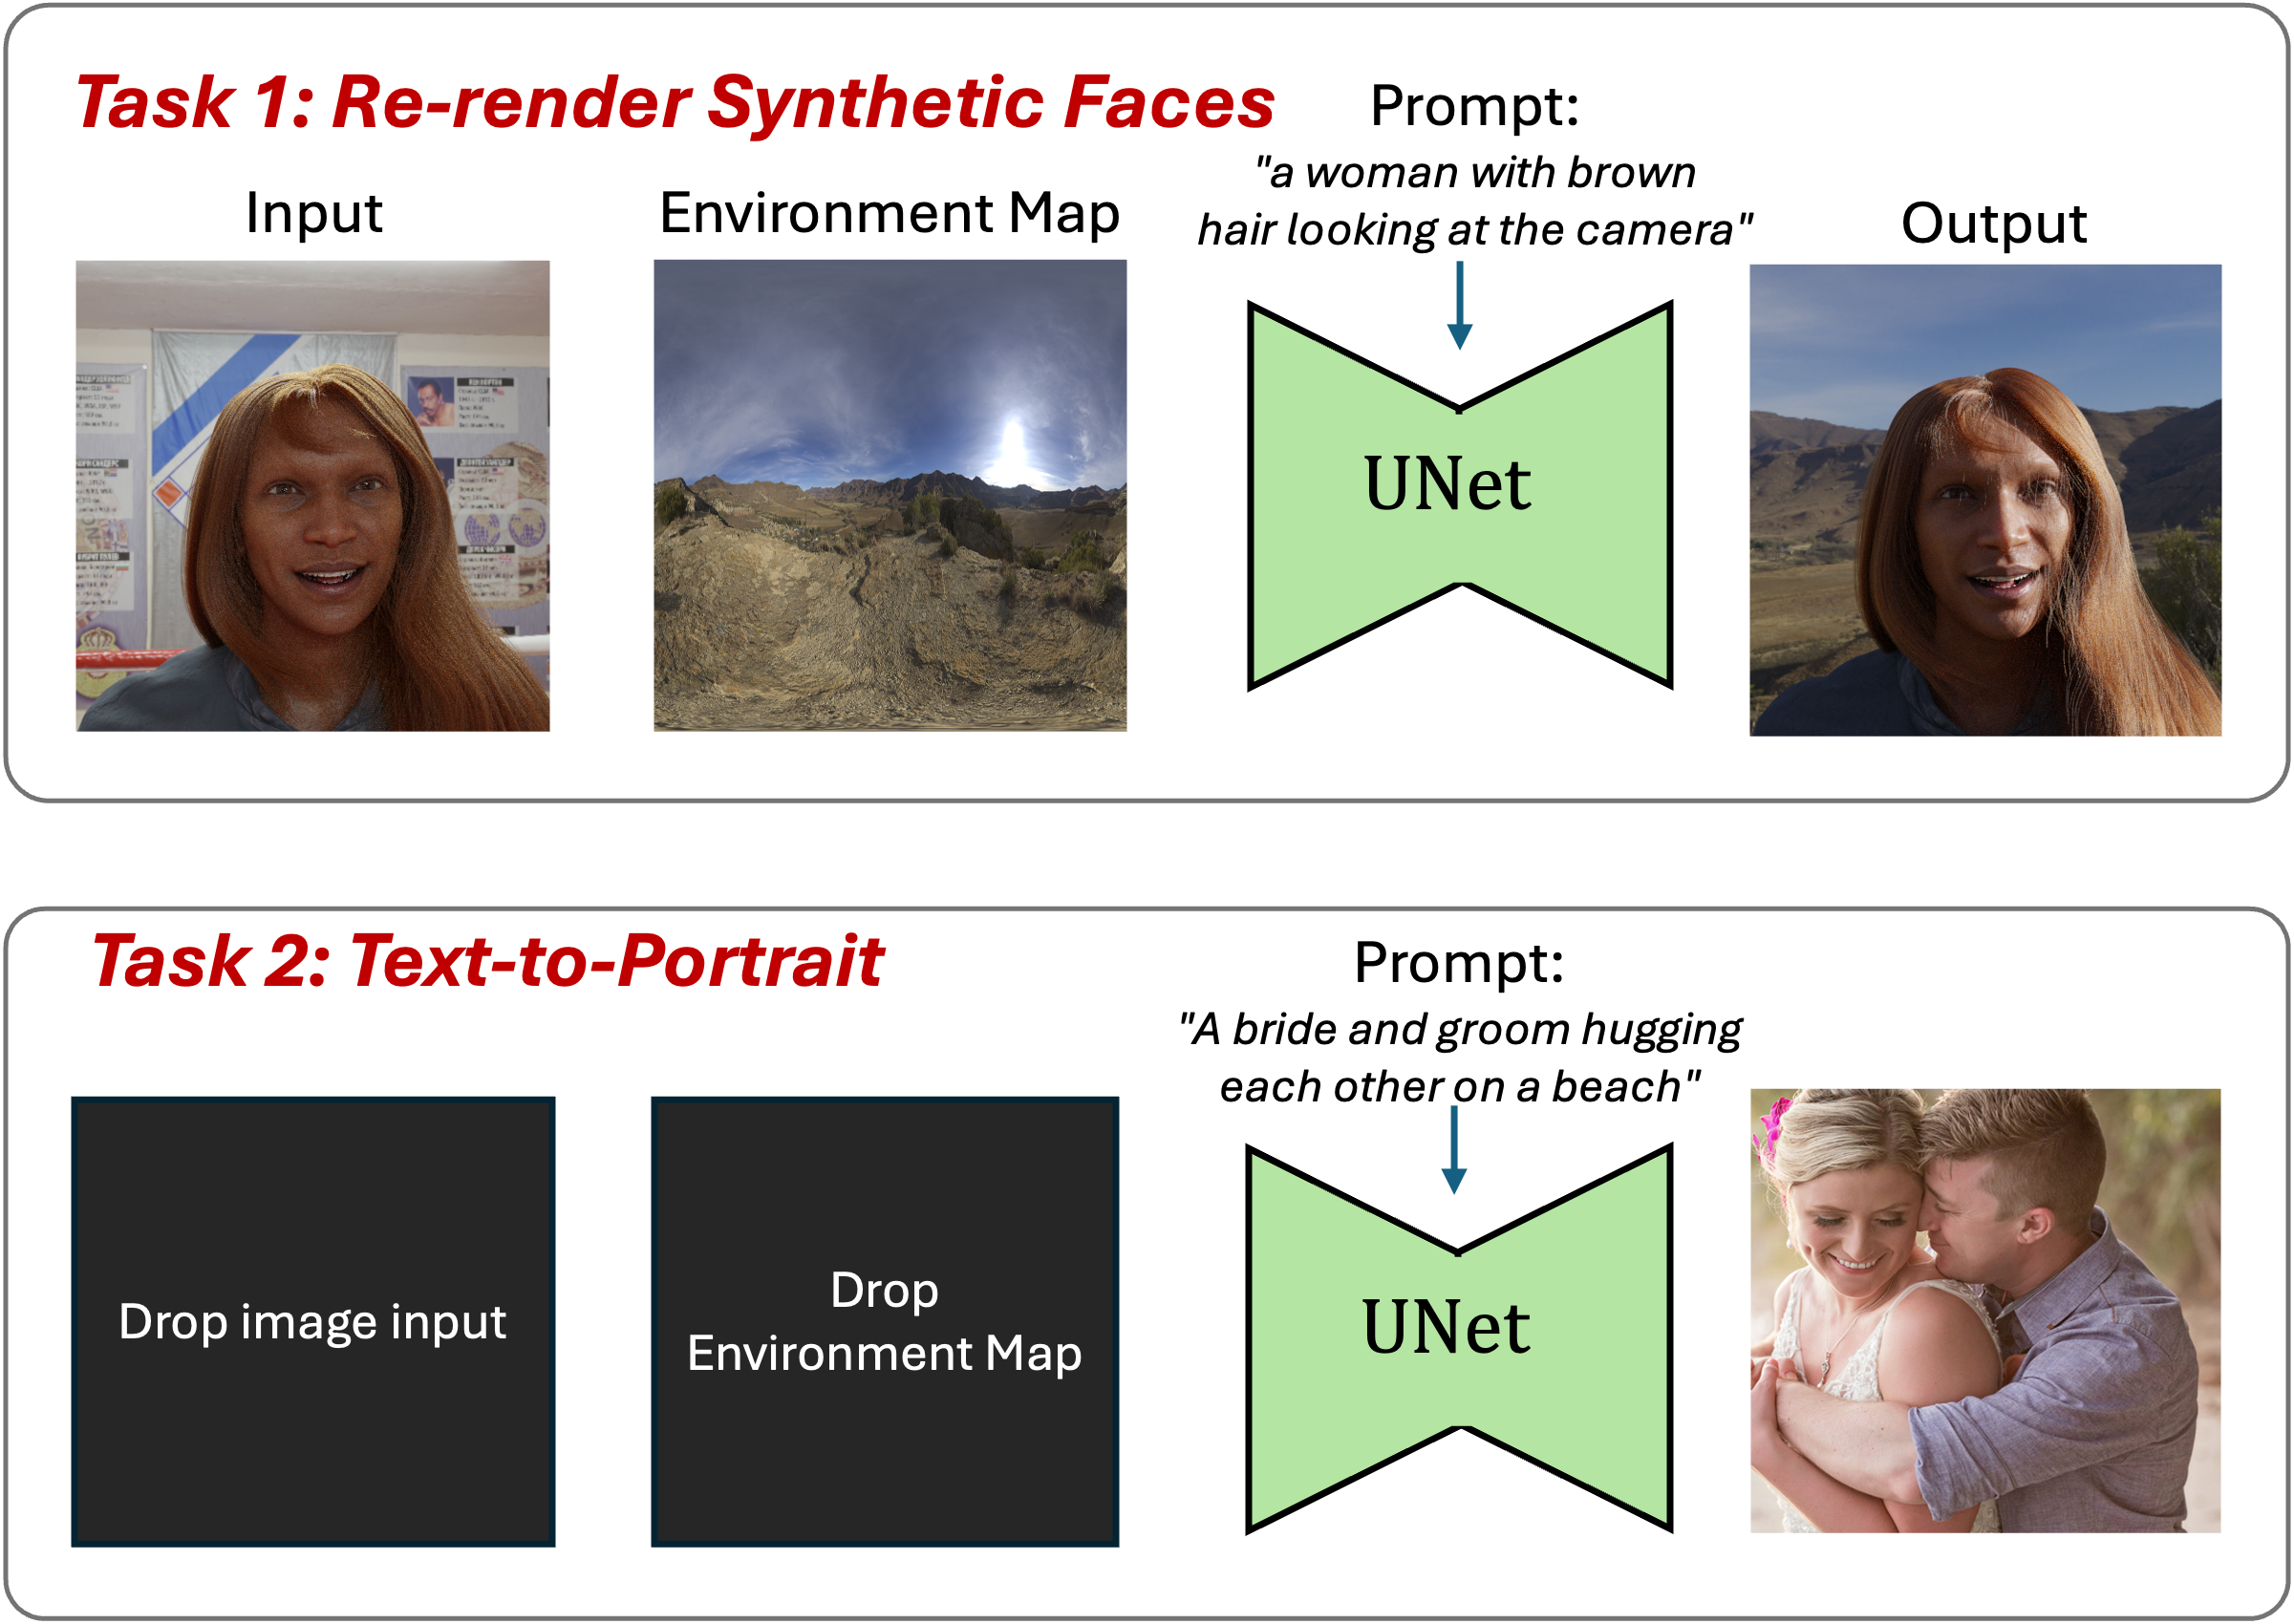 Task 1: Re-render Synthetic Faces
Prompt:
"a woman with brown
hair looking at the camera"
Input
Environment Map
Output
UNet
Task 2: Text-to-Portrait
Prompt:
"A bride and groom hugging
each other on a beach"
Drop image input
Drop
Environment Map
UNet